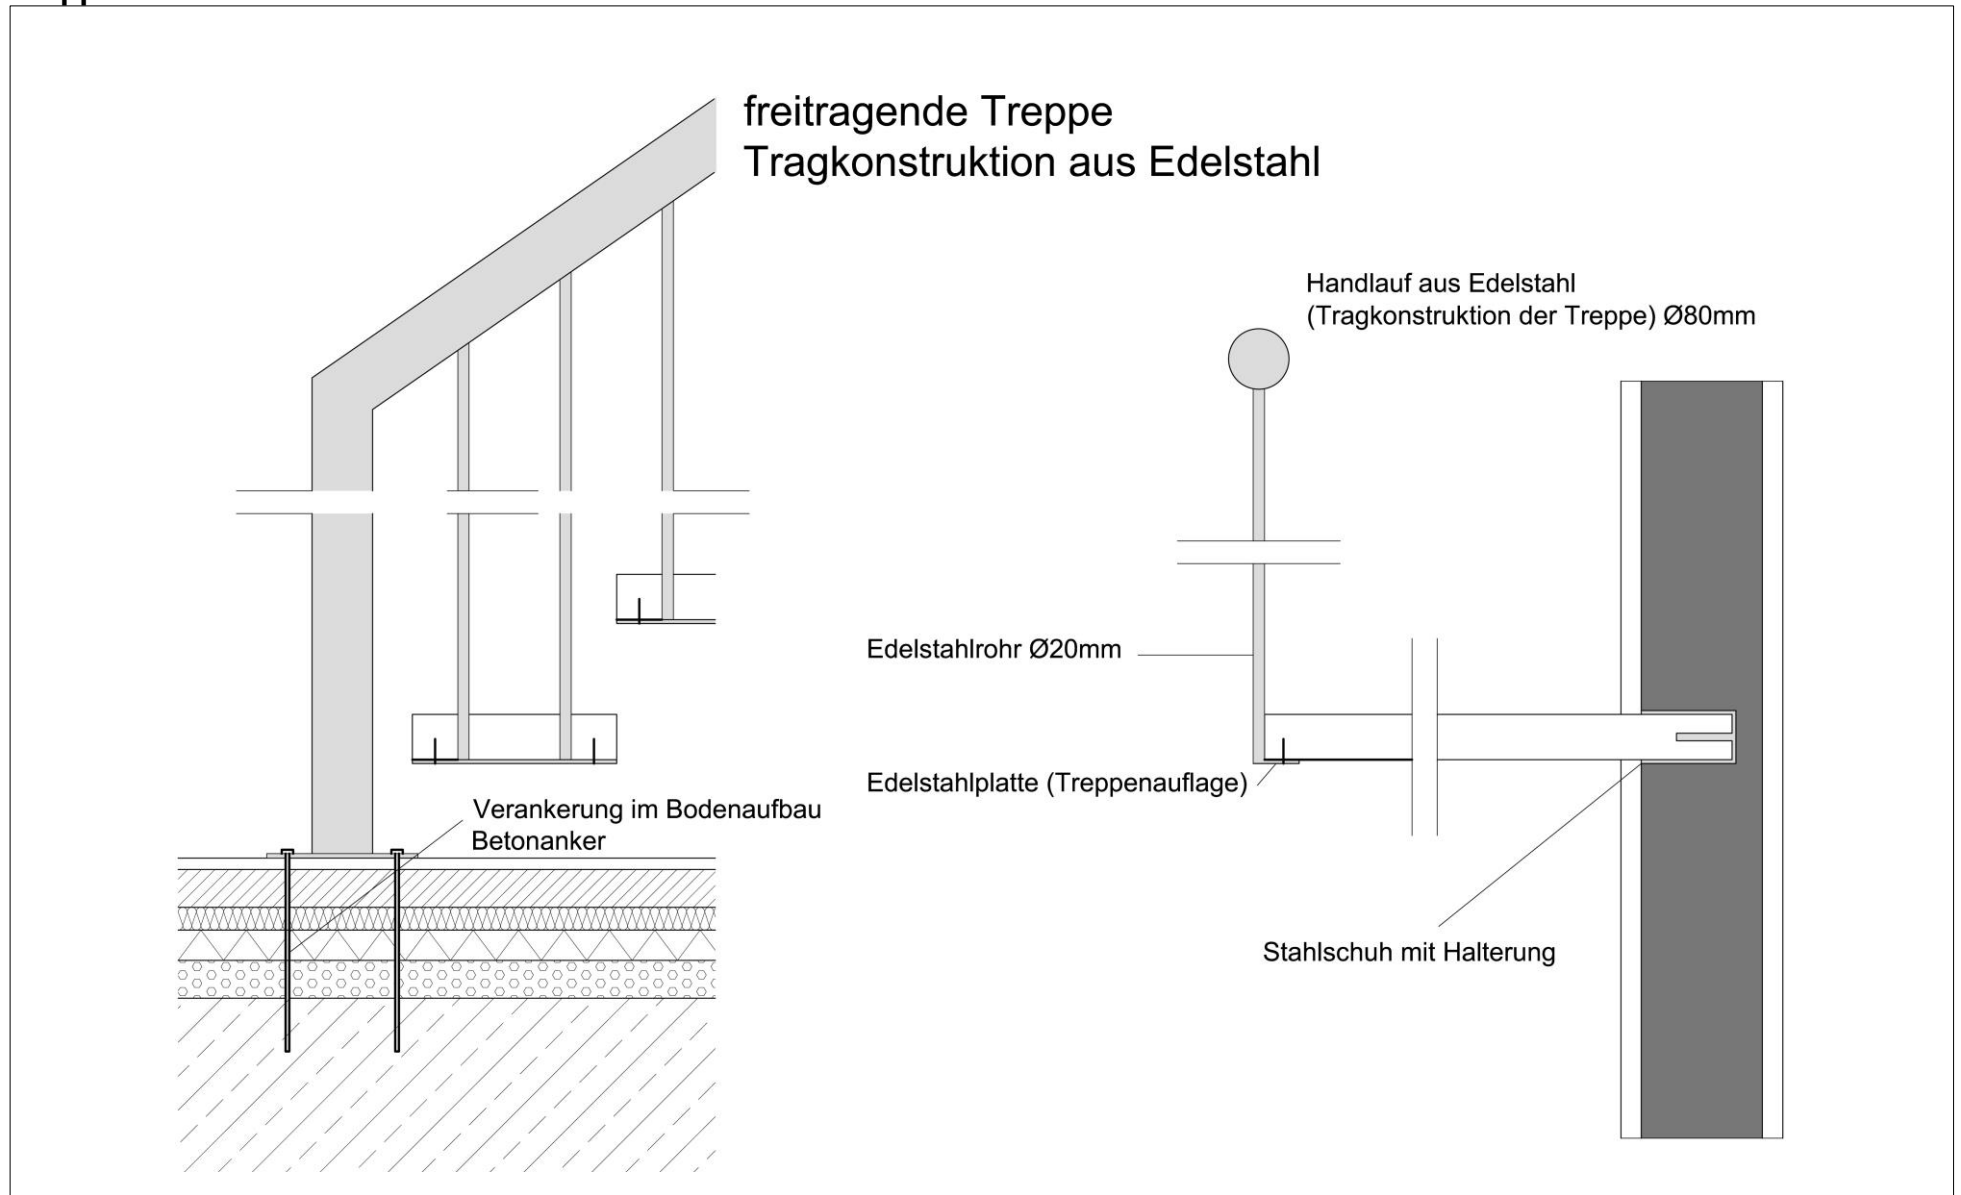 freitragende Treppe
Tragkonstruktion aus Edelstahl
Handlauf aus Edelstahl
(Tragkonstruktion der Treppe) Ø80mm
Edelstahlrohr Ø20mm
Edelstahlplatte (Treppenauflage)
Verankerung im Bodenaufbau
Betonanker
Stahlschuh mit Halterung